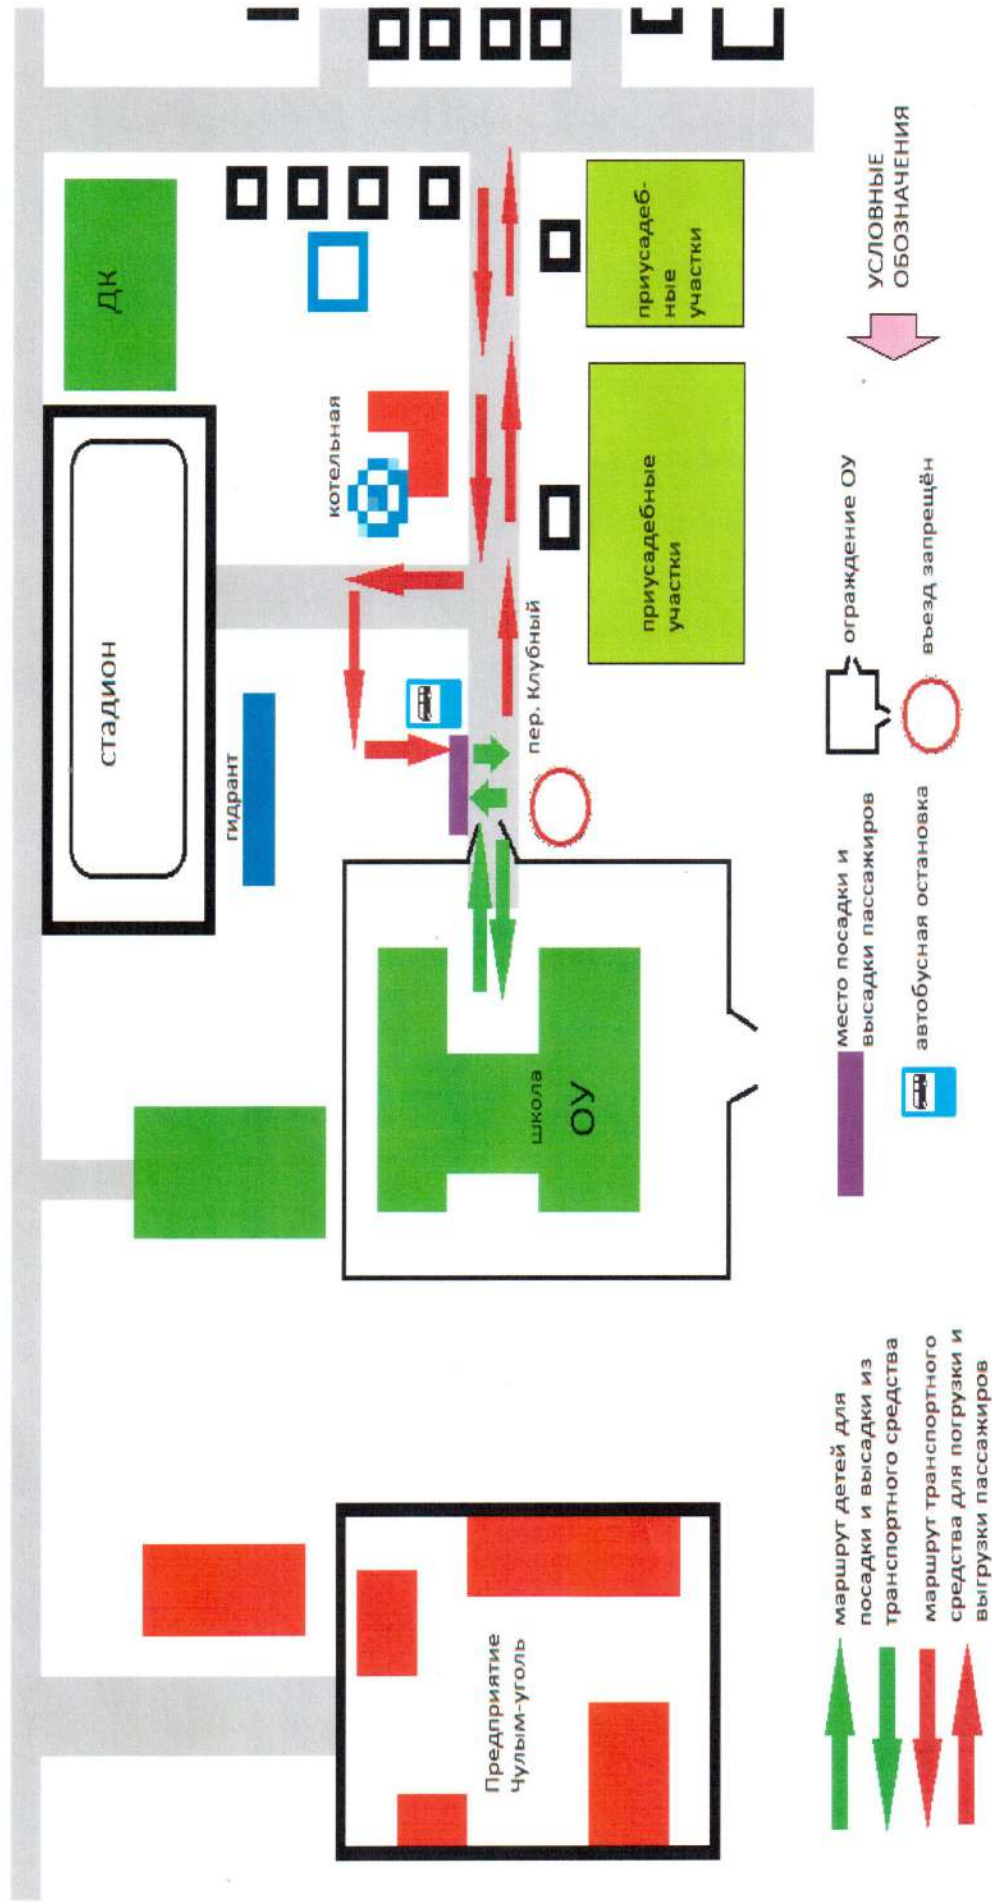 стадион
ДК
гидрант
котельная
пер. Клубный
школа
ОУ
Предприятие
Чулым-уголь
приусадебные
участки
приусадеб-
ные
участки
маршрут детей для
посадки и высадки из
транспортного средства
маршрут транспортного
средства для погрузки и
выгрузки пассажиров
место посадки и
высадки пассажиров
автобусная остановка
ограждение ОУ
въезд запрещён
УСЛОВНЫЕ
ОБОЗНАЧЕНИЯ